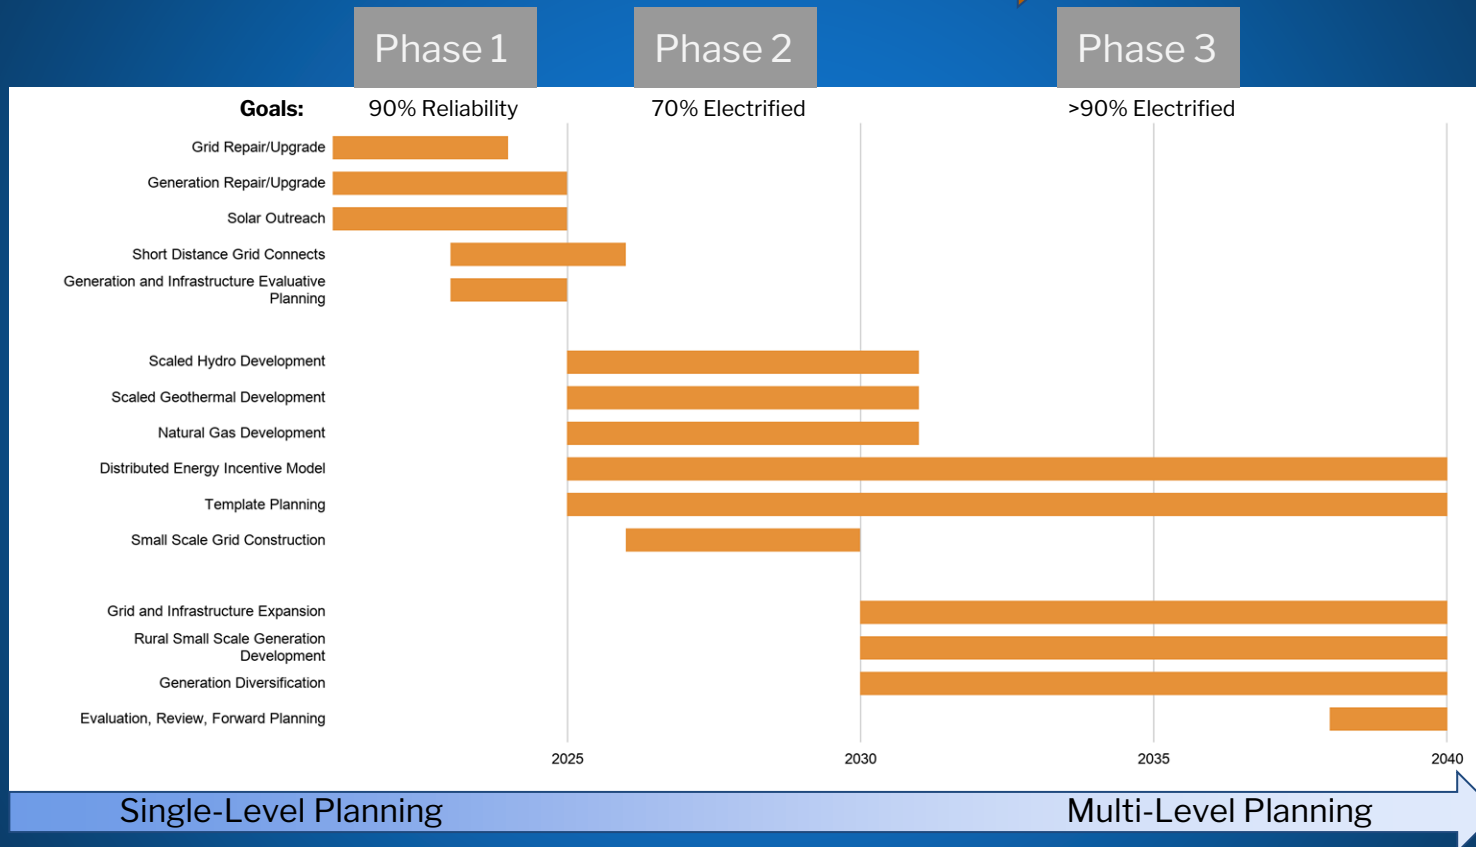 Phase 1
Phase 2
Phase 3
Goals:
90% Reliability
70% Electrified
>90% Electrified
Grid Repair/Upgrade
Generation Repair/Upgrade
Solar Outreach
Short Distance Grid Connects
Generation and Infrastructure Evaluative
Planning
Scaled Hydro Development
Scaled Geothermal Development
Natural Gas Development
Distributed Energy Incentive Model
Template Planning
Small Scale Grid Construction
Grid and Infrastructure Expansion
Rural Small Scale Generation
Development
Generation Diversification
Evaluation, Review, Forward Planning
2025
2030
2035
2040
Single-Level Planning
Multi-Level Planning